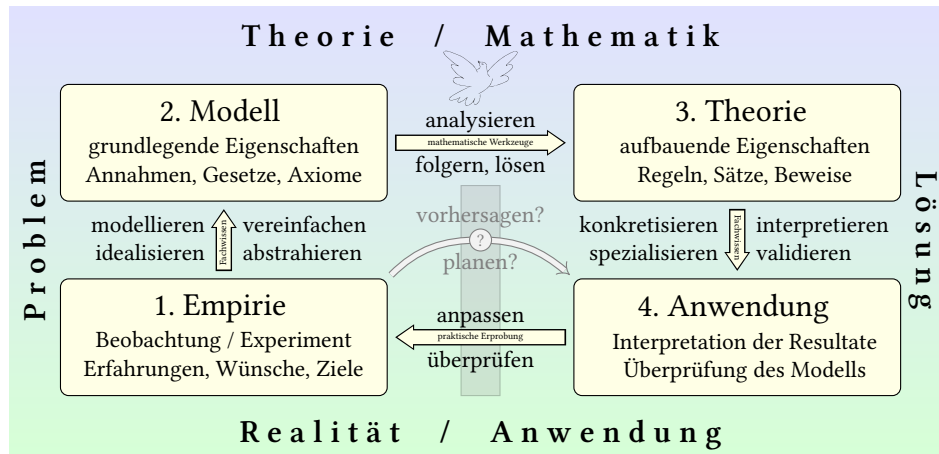 Theorie / Mathematik
Problem
Lösung
2. Modell
grundlegende Eigenschaften
Annahmen, Gesetze, Axiome
analysieren
mathematische Werkzeuge
folgern, lösen
3. Theorie
aufbauende Eigenschaften
Regeln, Sätze, Beweise
modellieren
idealisieren
Fachwissen
vereinfachen
abstrahieren
vorhersagen?
?
planen?
konkretisieren
spezialisieren
Fachwissen
interpretieren
validieren
1. Empirie
Beobachtung / Experiment
Erfahrungen, Wünsche, Ziele
anpassen
praktische Erprobung
überprüfen
4. Anwendung
Interpretation der Resultate
Überprüfung des Modells
Realität / Anwendung